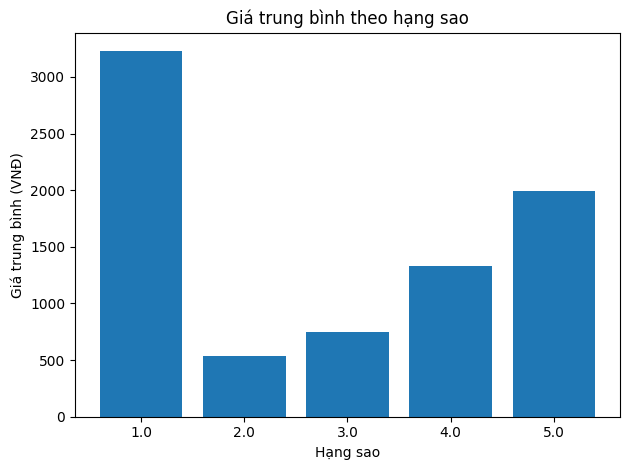 Giá trung bình theo hạng sao
Giá trung bình (VNĐ)
3000
2500
2000
1500
1000
500
0
1.0 2.0 3.0 4.0 5.0
Hạng sao